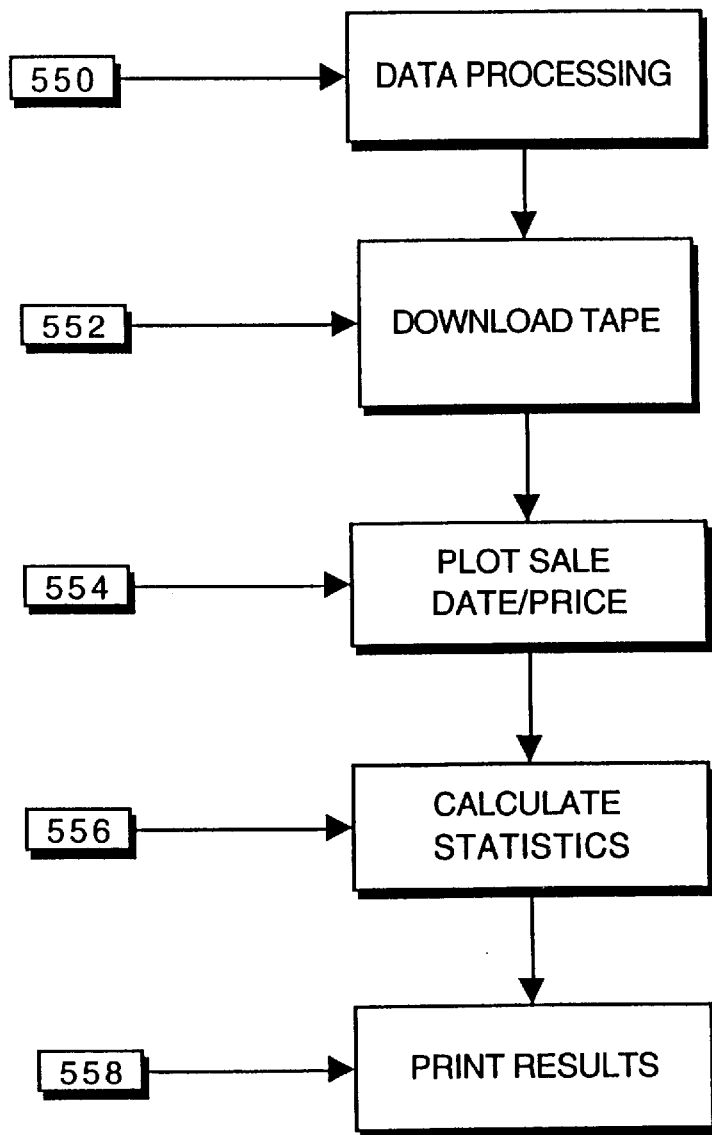 550
DATA PROCESSING
552
DOWNLOAD TAPE
554
PLOT SALE
DATE/PRICE
556
CALCULATE
STATISTICS
558
PRINT RESULTS